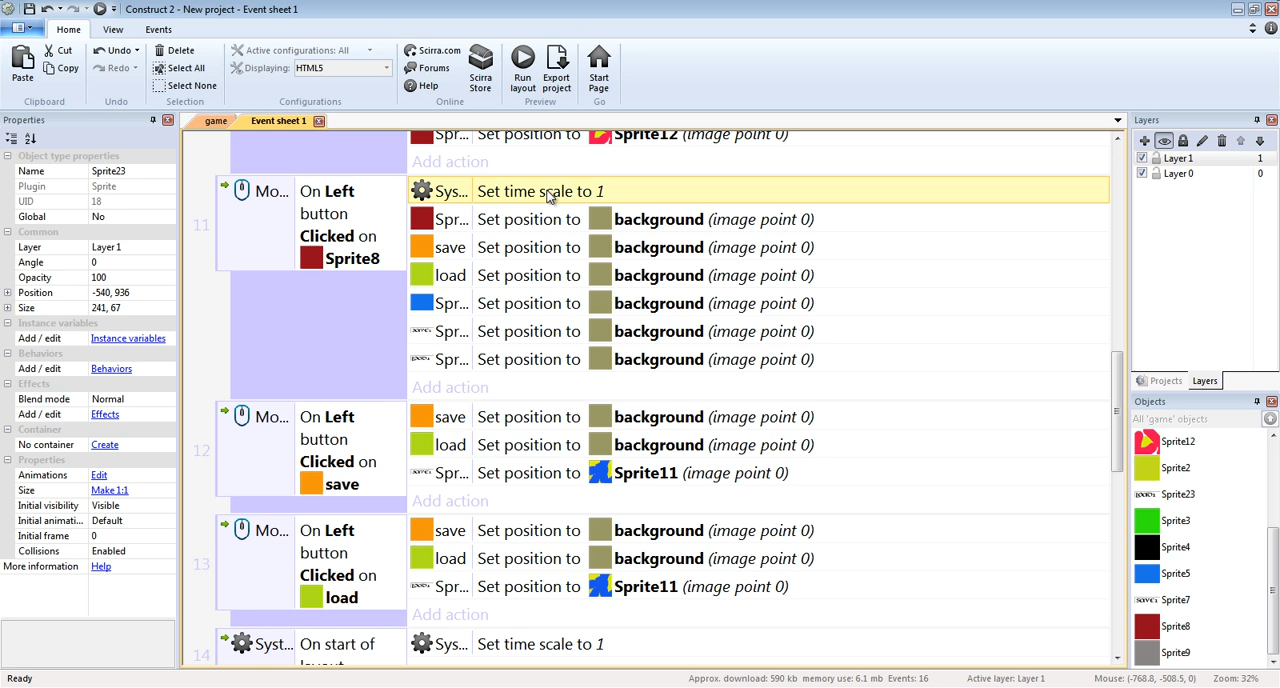 Construct 2 - New project - Event sheet 1
Home View Events
Paste Cut Copy Clipboard
Undo Redo Undo
Delete Select All Select None Selection
Active configurations: All
Displaying: HTML5
Configurations
Scirra.com Forums Help Scirra Store Online
Run layout Export project Preview
Start Page Go
Properties
game Event sheet 1
Layers
Object type properties
Name Sprite23
Plugin Sprite
UID 18
Global No
Common
Layer Layer 1
Angle 0
Opacity 100
Position -540, 936
Size 241, 67
Instance variables
Add / edit Instance variables
Behaviors
Add / edit Behaviors
Effects
Blend mode Normal
Add / edit Effects
Container
No container Create
Properties
Animations Edit
Size Make 1:1
Initial visibility Visible
Initial animati... Default
Initial frame 0
Collisions Enabled
More information Help
Spr... Set position to Sprite12 (image point 0)
Add action
11 Mo... On Left button Clicked on Sprite8
Sys... Set time scale to 1
Spr... Set position to background (image point 0)
save Set position to background (image point 0)
load Set position to background (image point 0)
Spr... Set position to background (image point 0)
Spr... Set position to background (image point 0)
Spr... Set position to background (image point 0)
Add action
12 Mo... On Left button Clicked on save
save Set position to background (image point 0)
load Set position to background (image point 0)
Spr... Set position to Sprite11 (image point 0)
Add action
13 Mo... On Left button Clicked on load
save Set position to background (image point 0)
load Set position to background (image point 0)
Spr... Set position to Sprite11 (image point 0)
Add action
14 Syst... On start of layout
Sys... Set time scale to 1
Layer 1 1
Layer 0 0
Projects Layers
Objects
All 'game' objects
Sprite12
Sprite2
Sprite23
Sprite3
Sprite4
Sprite5
Sprite7
Sprite8
Sprite9
Ready Approx. download: 590 kb memory use: 6.1 mb Events: 16 Active layer: Layer 1 Mouse: (-768.8, -508.5, 0) Zoom: 32%